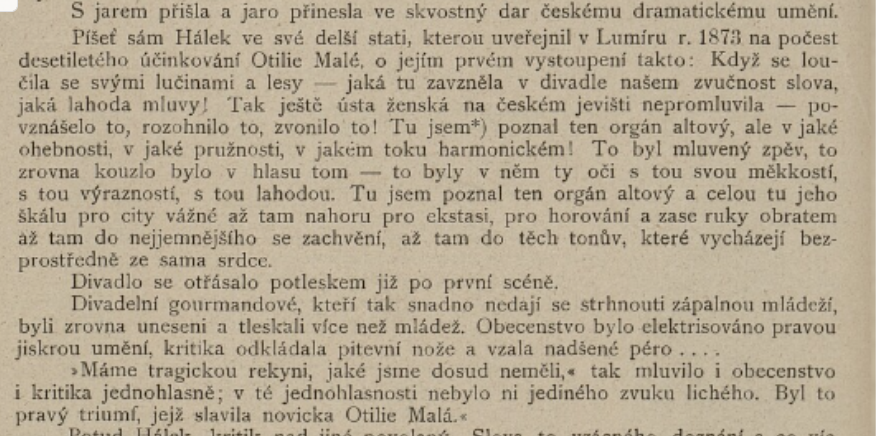 S jarem přišla a jaro přinesla ve skvostný dar českému dramatickému umění.
Píšeť sám Hálek ve své delší stati, kterou uveřejnil v Lumíru r. 1873 na počest
desetiletého účinkování Otilie Malé, o jejím prvém vystoupení takto: Když se lou-
čila se svými lučinami a lesy — jaká tu zavzněla v divadle našem zvučnost slova,
jaká lahoda mluvy! Tak ještě ústa ženská na českém jevišti nepromluvila — po-
vznášelo to, rozohnilo to, zvonilo to! Tu jsem*) poznal ten orgán altový, ale v jaké
ohebnosti, v jaké pružnosti, v jakém toku harmonickém! To byl mluvený zpěv, to
zrovna kouzlo bylo v hlasu tom — to byly v něm ty oči s tou svou měkkostí,
s tou výrazností, s tou lahodou. Tu jsem poznal ten orgán altový a celou tu jeho
škálu pro city vážné až tam nahoru pro ekstasi, pro horování a zase ruky obratem
až tam do nejjemnějšího se zachvění, až tam do těch tonův, které vycházejí bez-
prostředně ze sama srdce.
Divadlo se otřásalo potleskem již po první scéně.
Divadelní gourmandové, kteří tak snadno nedají se strhnouti zápalnou mládeží,
byli zrovna uneseni a tleskali více než mládež. Obecenstvo bylo elektrisováno pravou
jiskrou umění, kritika odkládala pitevní nože a vzala nadšené péro . . . .
»Máme tragickou rekyni, jaké jsme dosud neměli,« tak mluvilo i obecenstvo
i kritika jednohlasně; v té jednohlasnosti nebylo ni jediného zvuku lichého. Byl to
pravý triumf, jejž slavila novicka Otilie Malá.«